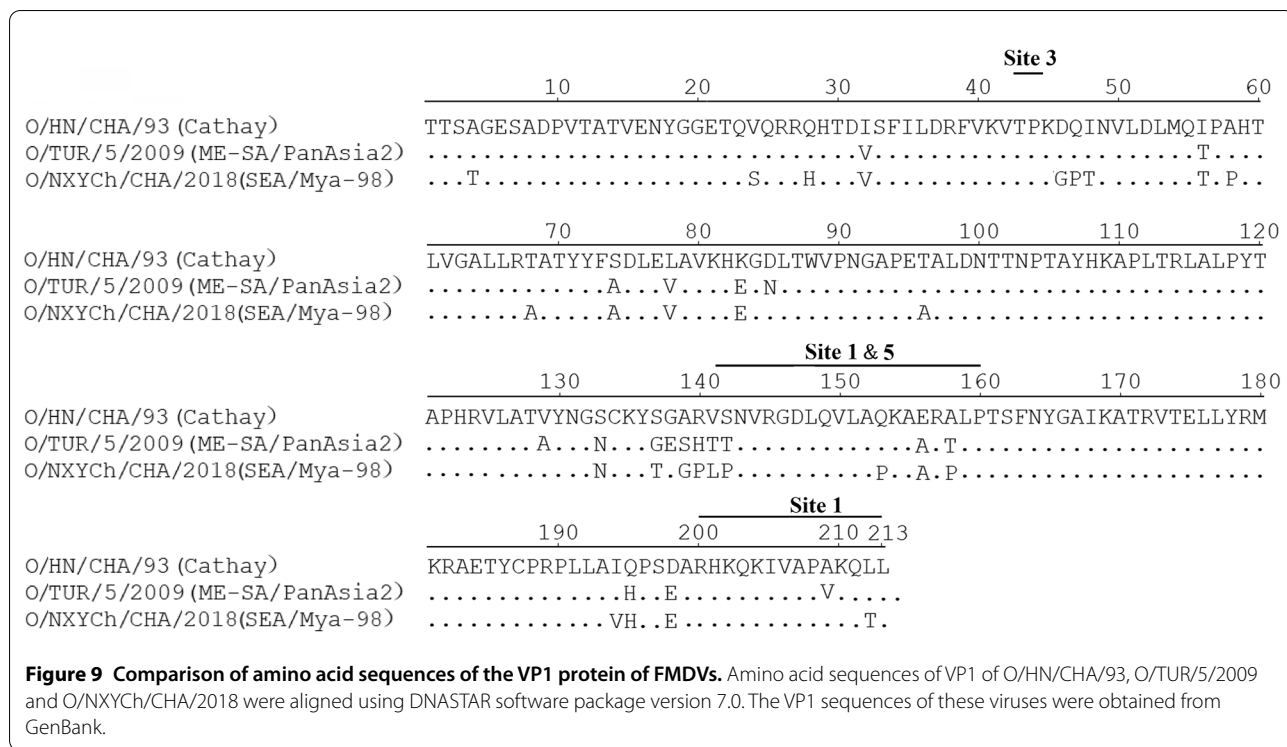 Site 3
10 20 30 40 50 60
O/HN/CHA/93 (Cathay) TTSAGESADPVTATVENYGGETQVQRRQHTDISFILDRFVKVTPKDQINVLDLMQIPAHT
O/TUR/5/2009 (ME-SA/PanAsia2) ...............................V.......................T....
O/NXYCh/CHA/2018(SEA/Mya-98) ...T...................S...H...V.............GPT.......T.P..
70 80 90 100 110 120
O/HN/CHA/93 (Cathay) LVGALLRTATYYFSDLELAVKHKGDLTWVPNGAPETALDNTTNPTAYHKAPLTRLALPYT
O/TUR/5/2009 (ME-SA/PanAsia2) .............A...V....E.N...................................
O/NXYCh/CHA/2018(SEA/Mya-98) .......A.....A...V....E............A........................
Site 1 & 5
130 140 150 160 170 180
O/HN/CHA/93 (Cathay) APHRVLATVYNGSCKYSGARVSNVRGDLQVLAQKAERALPTSFNYGAIKATRVTELLYRM
O/TUR/5/2009 (ME-SA/PanAsia2) ........A...N...GESHTT.............A.T......................
O/NXYCh/CHA/2018(SEA/Mya-98) ............N...T.GPLP..........P..A.P......................
Site 1
190 200 210 213
O/HN/CHA/93 (Cathay) KRAETYCPRPLLAIQPSDARHKQKIVAPAKQLL
O/TUR/5/2009 (ME-SA/PanAsia2) ..............H..E..........V.....
O/NXYCh/CHA/2018(SEA/Mya-98) .............VH..E.............T.
Figure 9 Comparison of amino acid sequences of the VP1 protein of FMDVs. Amino acid sequences of VP1 of O/HN/CHA/93, O/TUR/5/2009
and O/NXYCh/CHA/2018 were aligned using DNASTAR software package version 7.0. The VP1 sequences of these viruses were obtained from
GenBank.